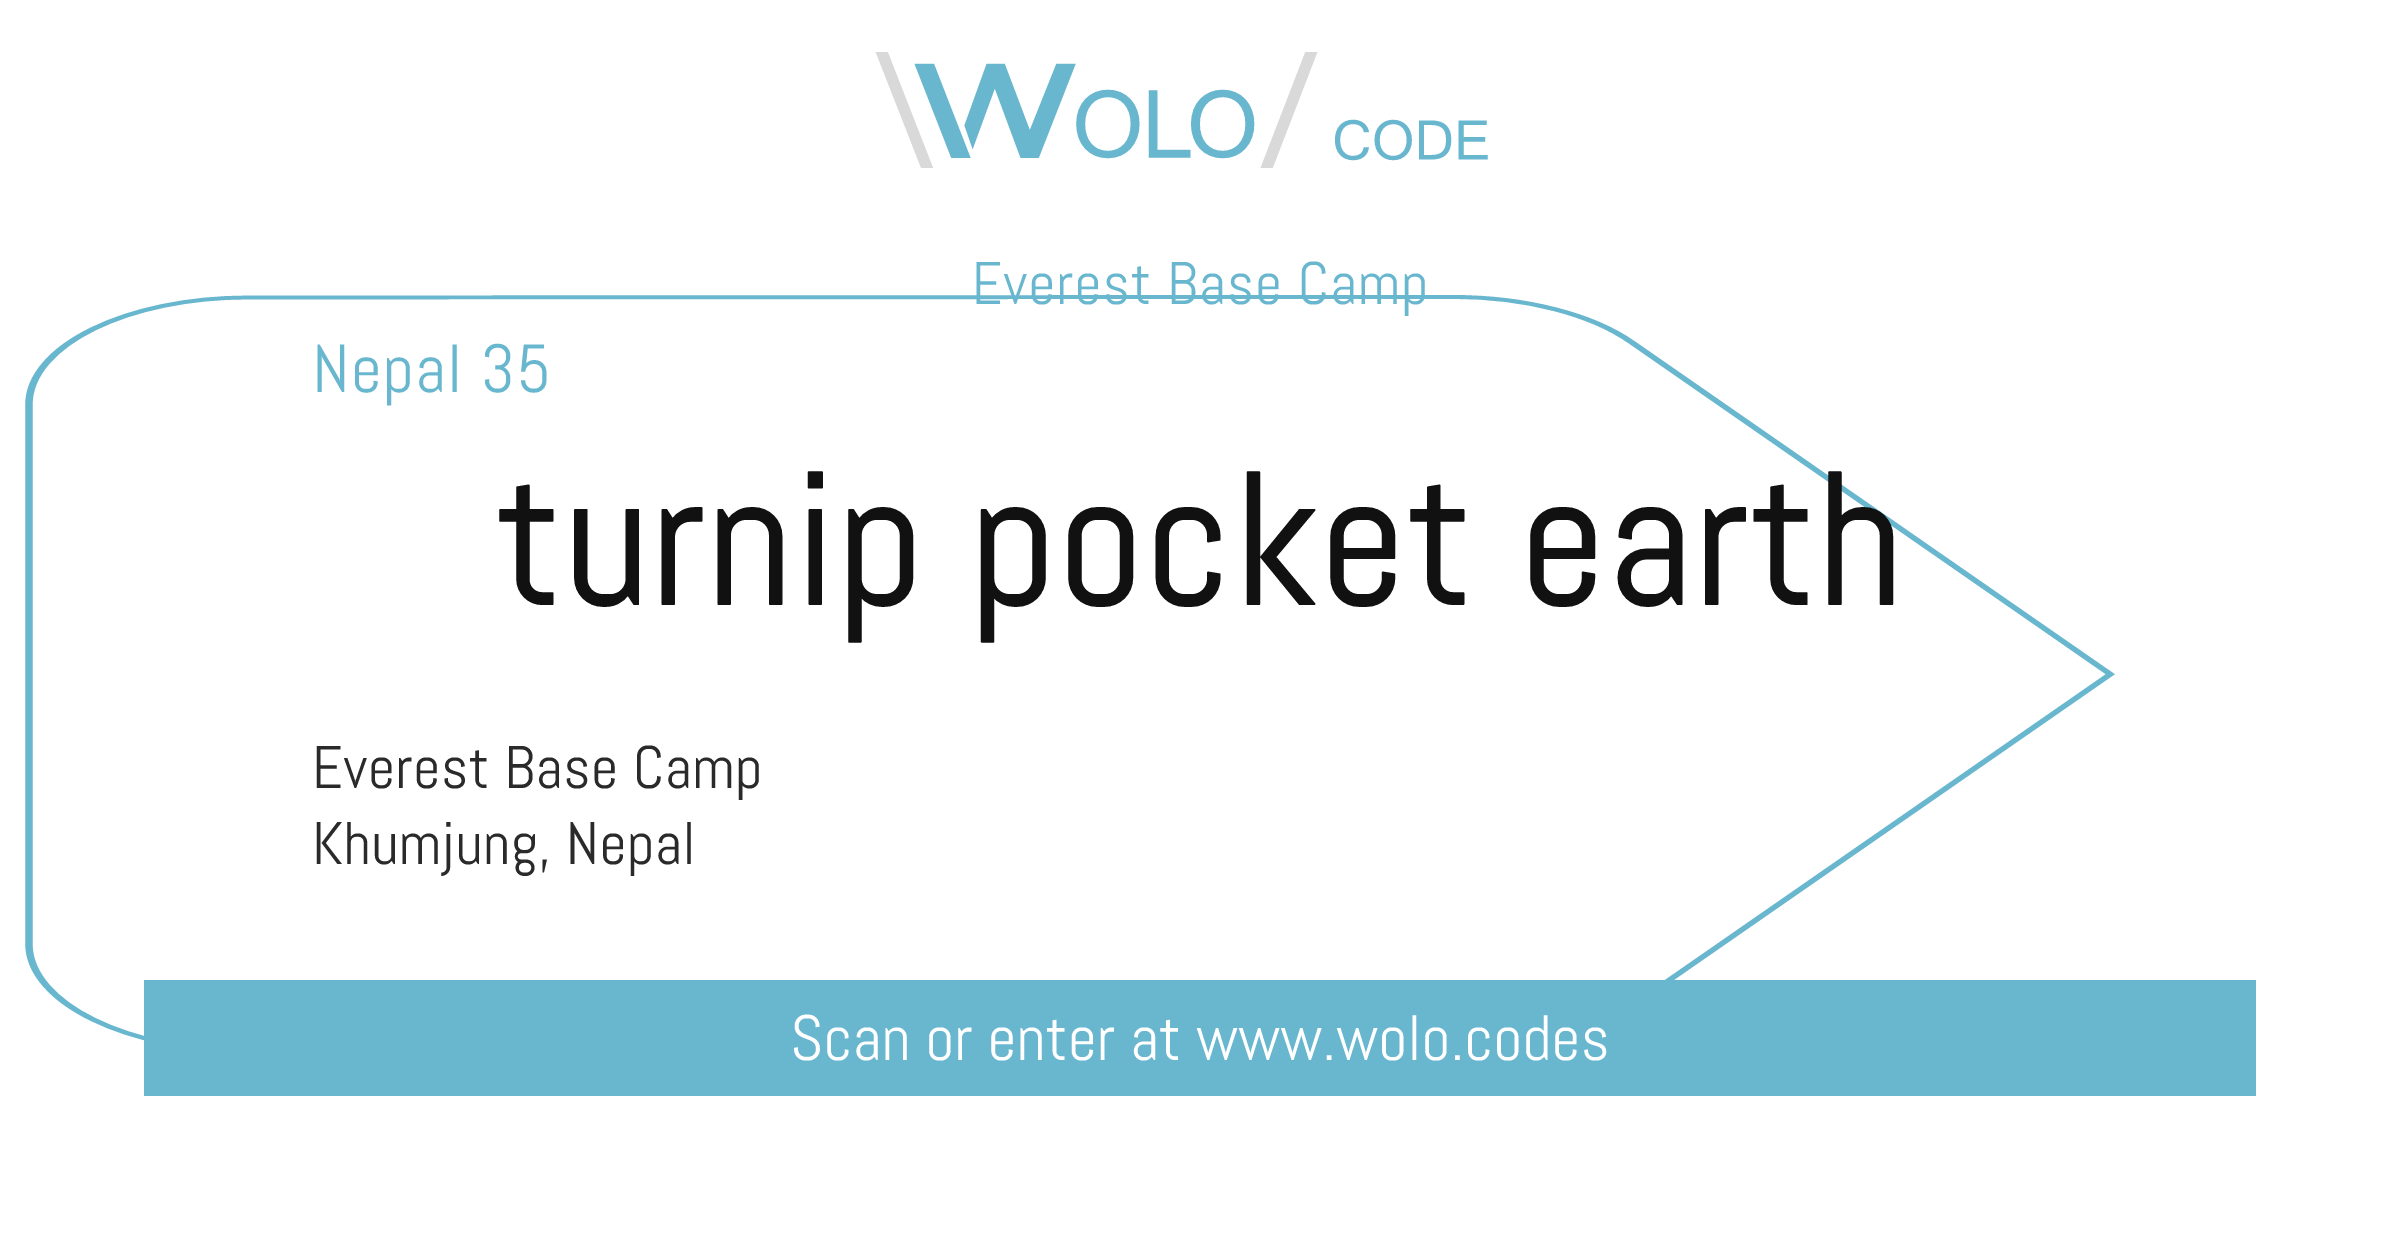 \WOLO/ CODE
Everest Base Camp
Nepal 35
turnip pocket earth
Everest Base Camp
Khumjung, Nepal
Scan or enter at www.wolo.codes